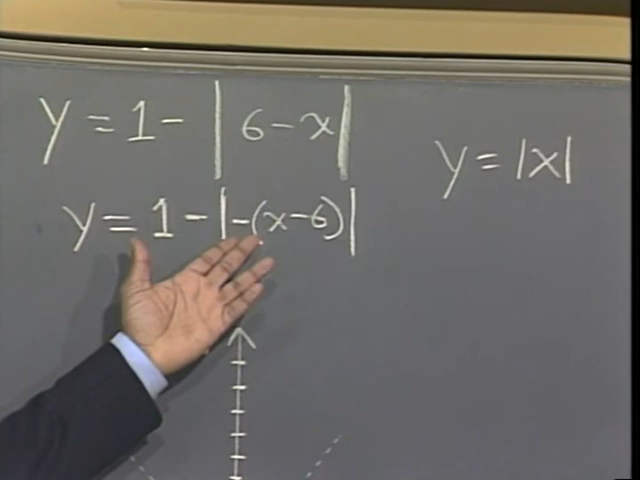 y = 1 - | 6 - x |
y = |x|
y = 1 - | -(x - 6) |